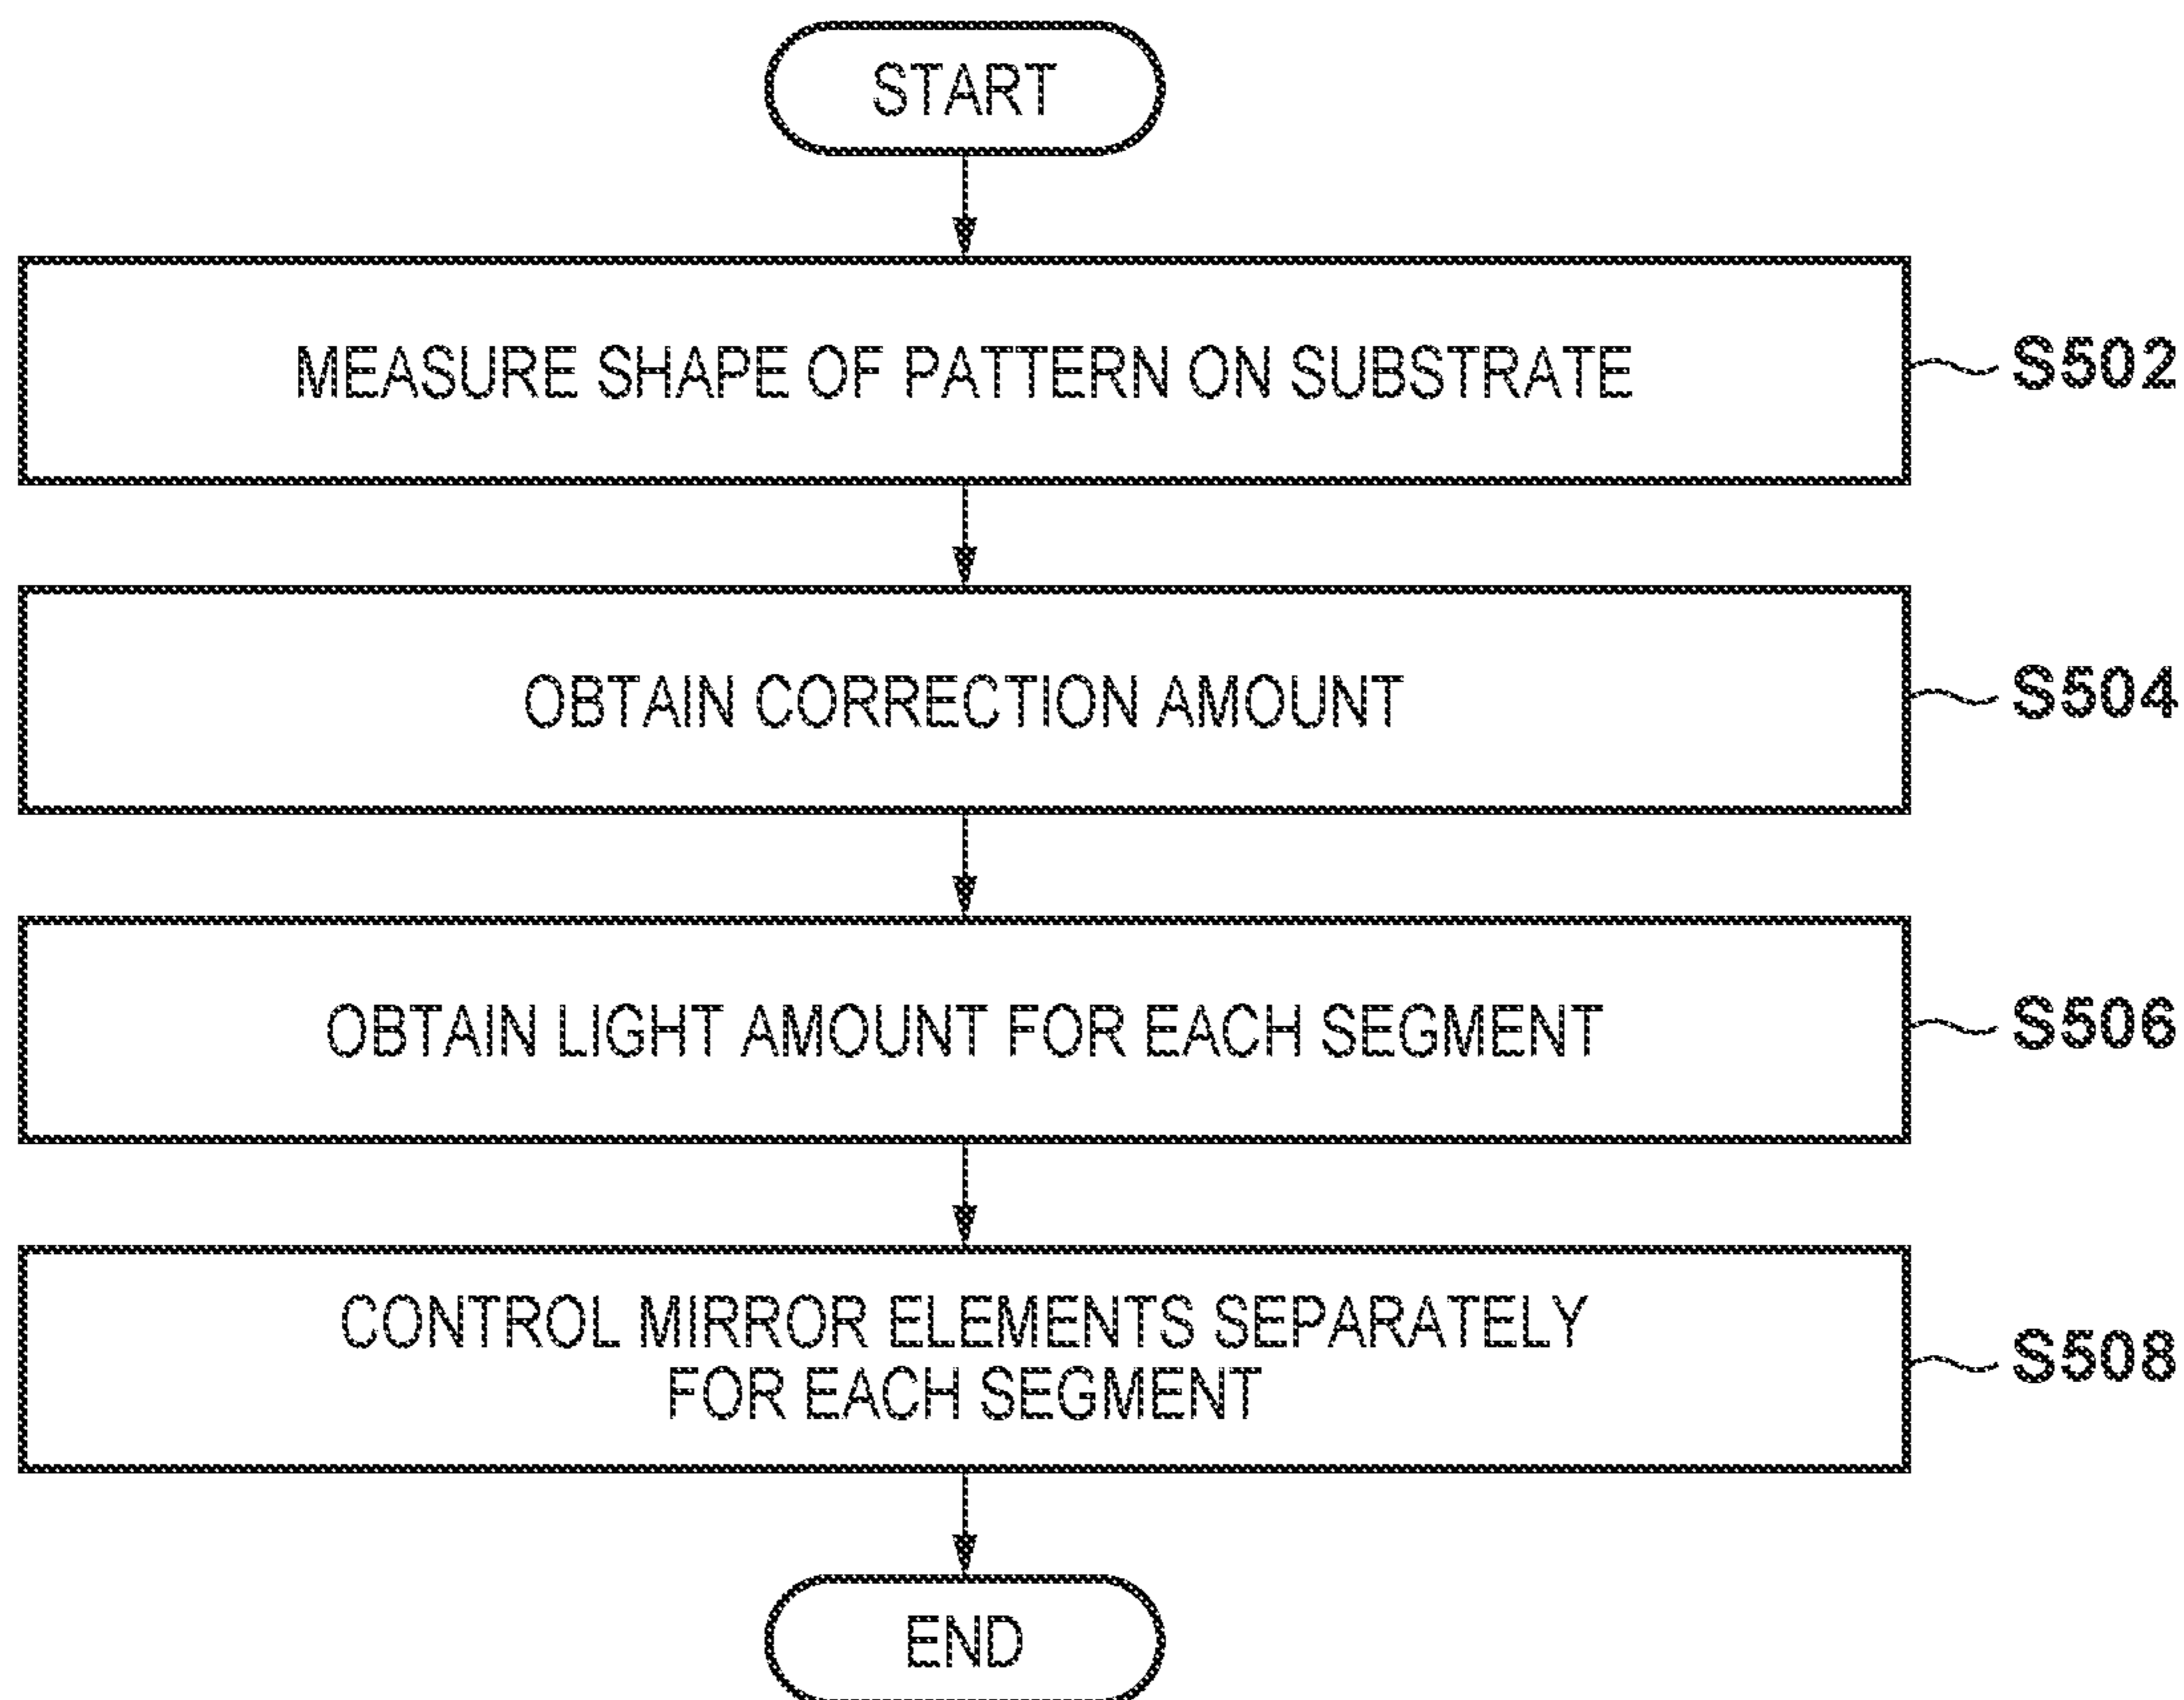 START
MEASURE SHAPE OF PATTERN ON SUBSTRATE
S502
OBTAIN CORRECTION AMOUNT
S504
OBTAIN LIGHT AMOUNT FOR EACH SEGMENT
S506
CONTROL MIRROR ELEMENTS SEPARATELY
FOR EACH SEGMENT
S508
END